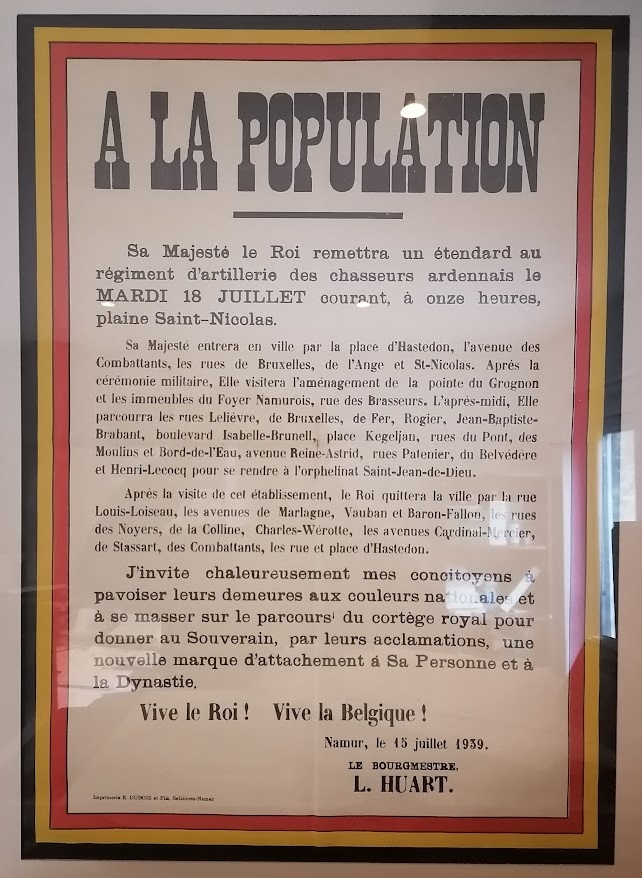 A LA POPULATION
Sa Majesté le Roi remettra un étendard au
régiment d'artillerie des chasseurs ardennais le
MARDI 18 JUILLET courant, à onze heures,
plaine Saint-Nicolas.
Sa Majesté entrera en ville par la place d'Hastedon, l'avenue des
Combattants, les rues de Bruxelles, de l'Ange et St-Nicolas. Après la
cérémonie militaire, Elle visitera l'aménagement de la pointe du Grognon
et les immeubles du Foyer Namurois, rue des Brasseurs. L'après-midi, Elle
parcourra les rues Lelièvre, de Bruxelles, de Fer, Rogier, Jean-Baptiste-
Brabant, boulevard Isabelle-Brunell, place Kegeljan, rues du Pont, des
Moulins et Bord-de-l'Eau, avenue Reine-Astrid, rues Patenier, du Belvédère
et Henri-Lecocq pour se rendre à l'orphelinat Saint-Jean-de-Dieu.
Après la visite de cet établissement, le Roi quittera la ville par la rue
Louis-Loiseau, les avenues de Marlagne, Vauban et Baron-Fallon, les rues
des Noyers, de la Colline, Charles-Wérotte, les avenues Cardinal-Mercier,
de Stassart, des Combattants, les rue et place d'Hastedon.
J'invite chaleureusement mes concitoyens à
pavoiser leurs demeures aux couleurs nationales et
à se masser sur le parcours du cortège royal pour
donner au Souverain, par leurs acclamations, une
nouvelle marque d'attachement á Sa Personne et à
la Dynastie.
Vive le Roi ! Vive la Belgique !
Namur, le 15 juillet 1939.
LE BOURGMESTRE,
L. HUART.
Imprimerie E. DUBOIS et Fils, Salzinnes-Namur